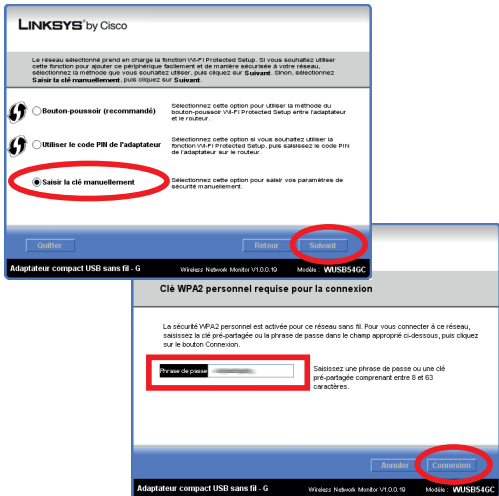 LINKSYS® by Cisco
Le réseau sélectionné prend en charge la fonction Wi-Fi Protected Setup. Si vous souhaitez utiliser
cette fonction pour ajouter ce périphérique facilement et de manière sécurisée à votre réseau,
sélectionnez la méthode que vous souhaitez utiliser, puis cliquez sur Suivant. Sinon, sélectionnez
Saisir la clé manuellement, puis cliquez sur Suivant.
Bouton-poussoir (recommandé)
Sélectionnez cette option pour utiliser la méthode du
bouton-poussoir Wi-Fi Protected Setup entre l'adaptateur
et le routeur.
Utiliser le code PIN de l'adaptateur
Sélectionnez cette option si vous souhaitez utiliser la
fonction Wi-Fi Protected Setup, puis saisissez le code PIN
de l'adaptateur sur le routeur.
Saisir la clé manuellement
Sélectionnez cette option pour saisir vos paramètres de
sécurité manuellement.
Quitter
Retour
Suivant
Adaptateur compact USB sans fil - G
Wireless Network Monitor V1.0.0.19
Modèle : WUSB54GC
Clé WPA2 personnel requise pour la connexion
La sécurité WPA2 personnel est activée pour ce réseau sans fil. Pour vous connecter à ce réseau,
saisissez la clé pré-partagée ou la phrase de passe dans le champ approprié ci-dessous, puis cliquez
sur le bouton Connexion.
Phrase de passe
Saisissez une phrase de passe ou une clé
pré-partagée comprenant entre 8 et 63
caractères.
Annuler
Connexion
Adaptateur compact USB sans fil - G
Wireless Network Monitor V1.0.0.19
Modèle : WUSB54GC